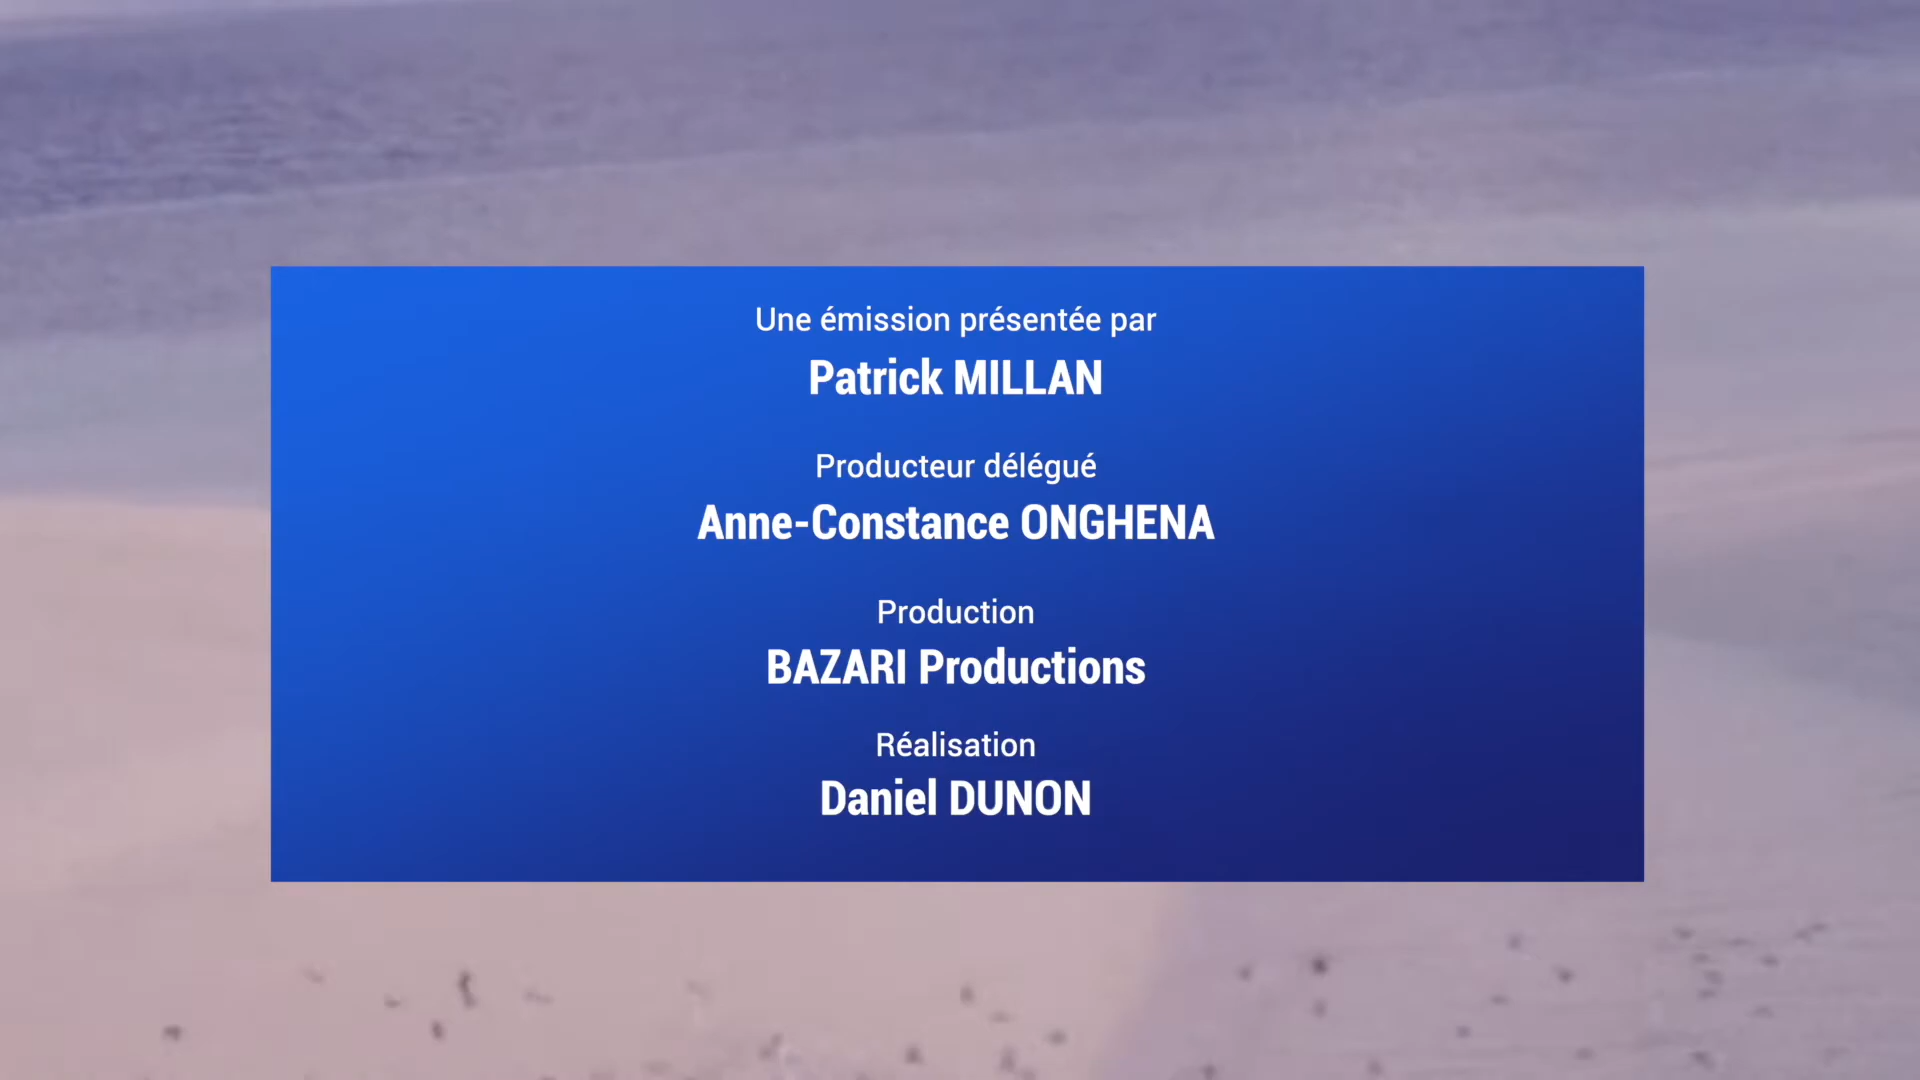 Une émission présentée par
Patrick MILLAN
Producteur délégué
Anne-Constance ONGHENA
Production
BAZARI Productions
Réalisation
Daniel DUNON